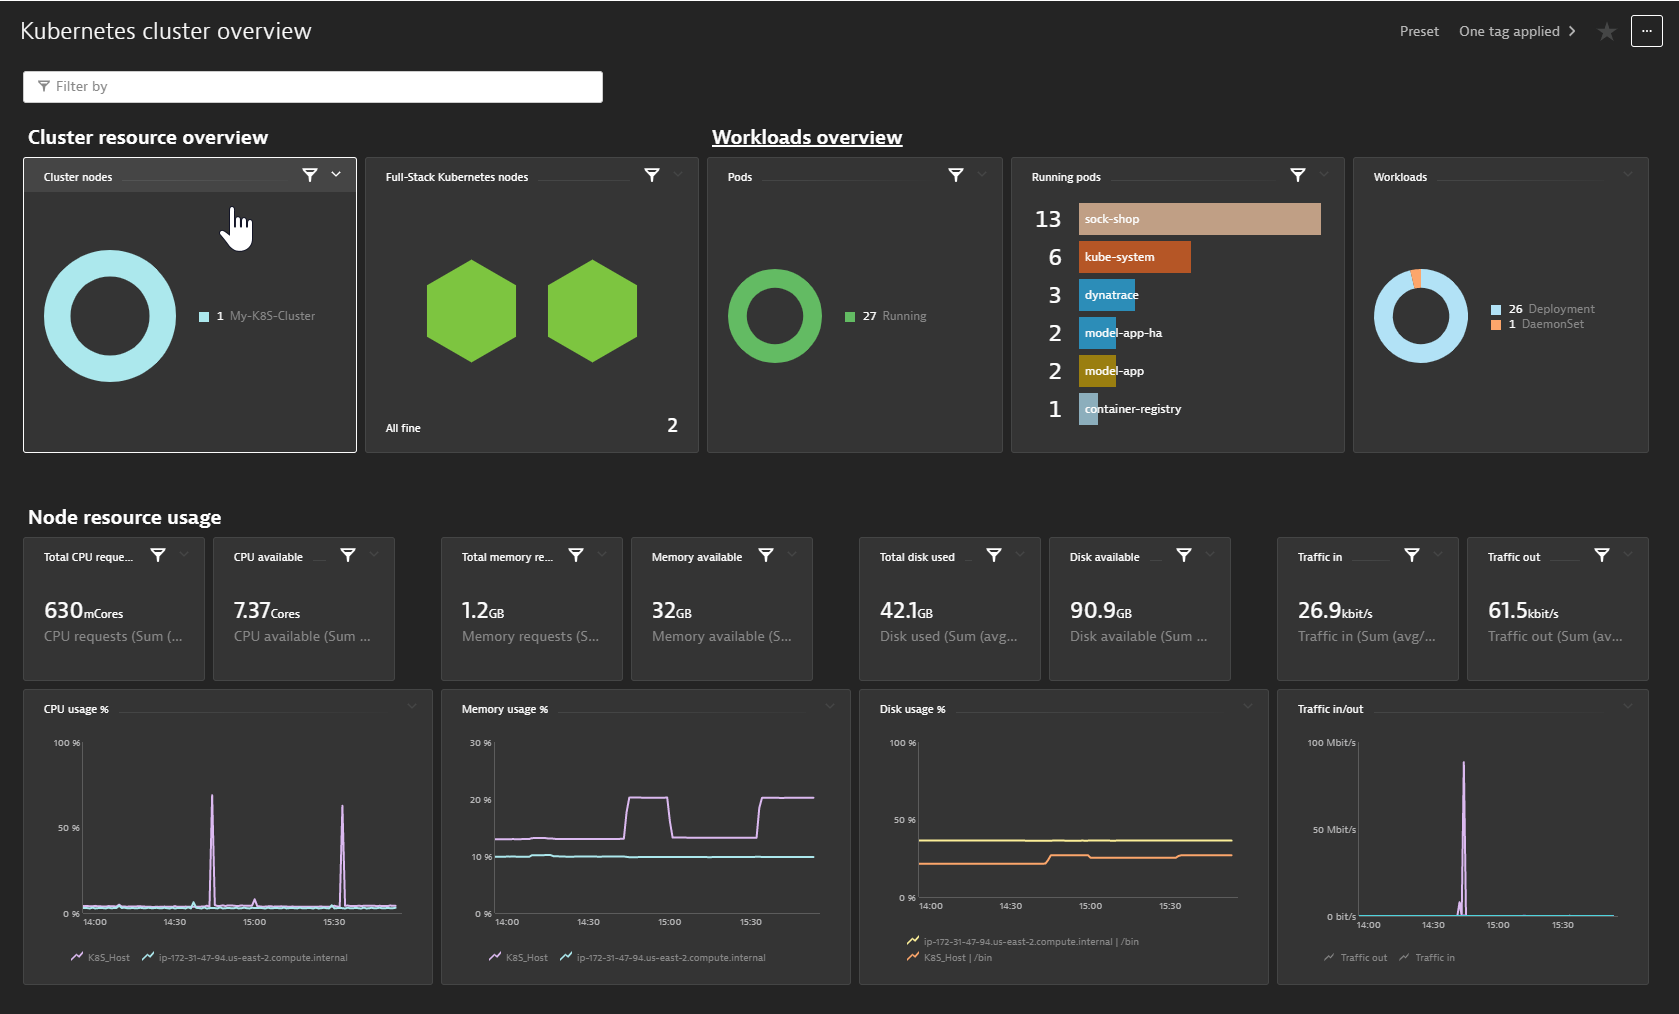 Kubernetes cluster overview
Preset One tag applied
...
Filter by
Cluster resource overview
Workloads overview
Cluster nodes
1 My-K8S-Cluster
Full-Stack Kubernetes nodes
All fine 2
Pods
27 Running
Running pods
13 sock-shop
6 kube-system
3 dynatrace
2 model-app-ha
2 model-app
1 container-registry
Workloads
26 Deployment
1 DaemonSet
Node resource usage
Total CPU reque...
630mCores
CPU requests (Sum (...
CPU available
7.37Cores
CPU available (Sum ...
Total memory re...
1.2GB
Memory requests (S...
Memory available
32GB
Memory available (S...
Total disk used
42.1GB
Disk used (Sum (avg...
Disk available
90.9GB
Disk available (Sum ...
Traffic in
26.9kbit/s
Traffic in (Sum (avg/...
Traffic out
61.5kbit/s
Traffic out (Sum (av...
CPU usage %
100 %
50 %
0 %
14:00 14:30 15:00 15:30
K8S_Host ip-172-31-47-94.us-east-2.compute.internal
Memory usage %
30 %
20 %
10 %
0 %
14:00 14:30 15:00 15:30
K8S_Host ip-172-31-47-94.us-east-2.compute.internal
Disk usage %
100 %
50 %
0 %
14:00 14:30 15:00 15:30
ip-172-31-47-94.us-east-2.compute.internal | /bin
K8S_Host | /bin
Traffic in/out
100 Mbit/s
50 Mbit/s
0 bit/s
14:00 14:30 15:00 15:30
Traffic out Traffic in